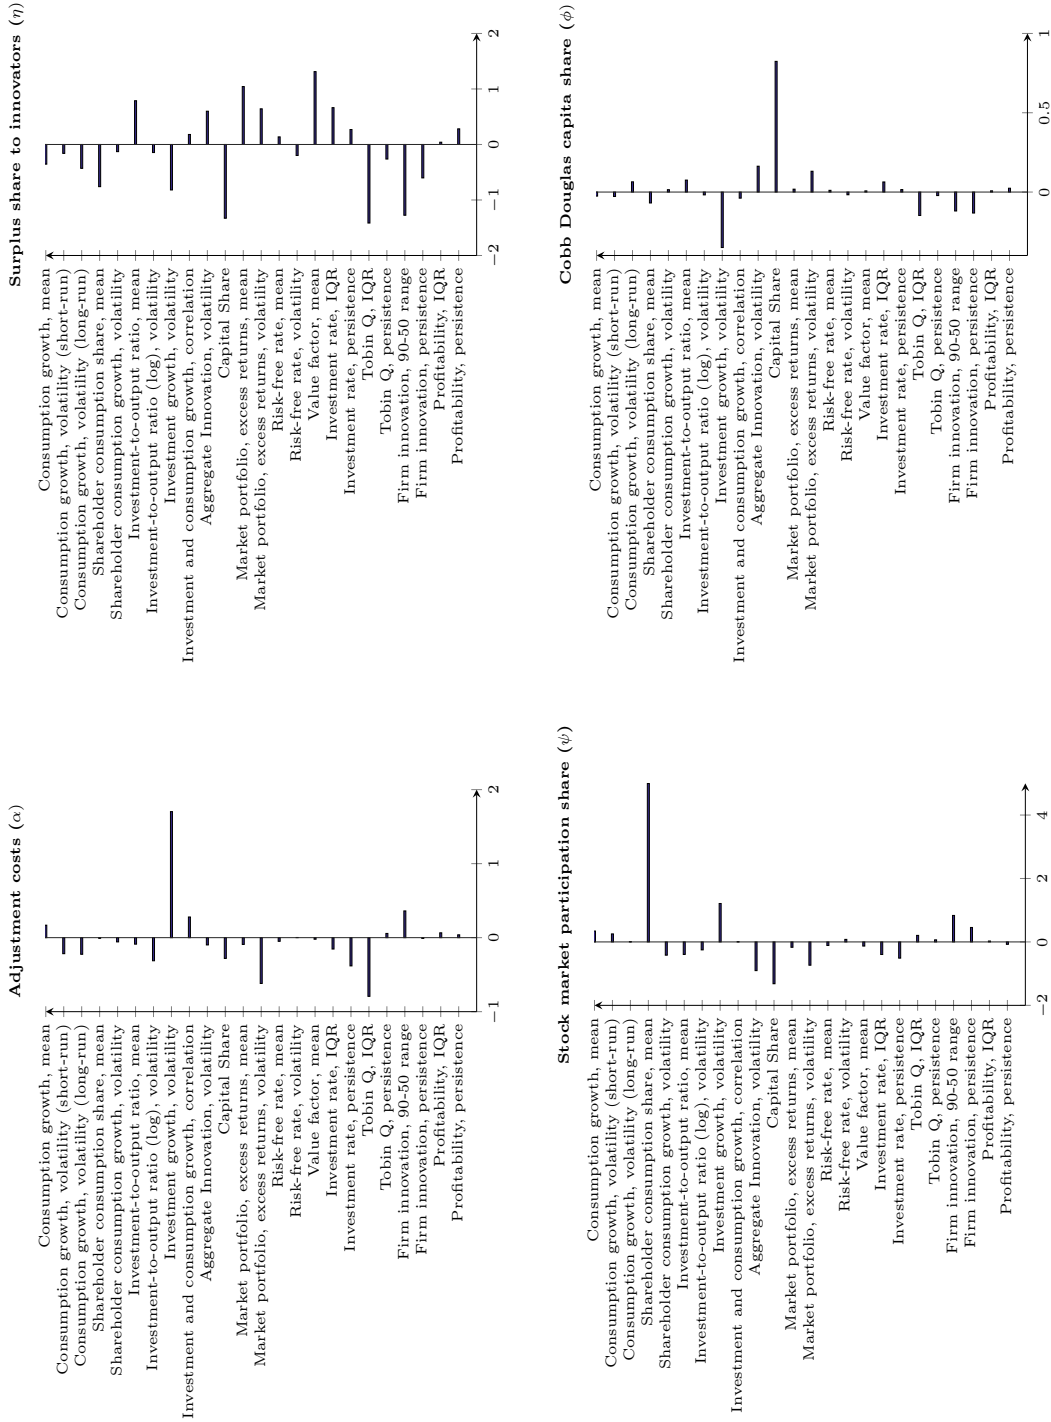 Adjustment costs (α)
Consumption growth, mean
Consumption growth, volatility (short-run)
Consumption growth, volatility (long-run)
Shareholder consumption share, mean
Shareholder consumption growth, volatility
Investment-to-output ratio, mean
Investment-to-output ratio (log), volatility
Investment growth, volatility
Investment and consumption growth, correlation
Aggregate Innovation, volatility
Capital Share
Market portfolio, excess returns, mean
Market portfolio, excess returns, volatility
Risk-free rate, mean
Risk-free rate, volatility
Value factor, mean
Investment rate, IQR
Investment rate, persistence
Tobin Q, IQR
Tobin Q, persistence
Firm innovation, 90-50 range
Firm innovation, persistence
Profitability, IQR
Profitability, persistence
−1 0 1 2
Surplus share to innovators (η)
Consumption growth, mean
Consumption growth, volatility (short-run)
Consumption growth, volatility (long-run)
Shareholder consumption share, mean
Shareholder consumption growth, volatility
Investment-to-output ratio, mean
Investment-to-output ratio (log), volatility
Investment growth, volatility
Investment and consumption growth, correlation
Aggregate Innovation, volatility
Capital Share
Market portfolio, excess returns, mean
Market portfolio, excess returns, volatility
Risk-free rate, mean
Risk-free rate, volatility
Value factor, mean
Investment rate, IQR
Investment rate, persistence
Tobin Q, IQR
Tobin Q, persistence
Firm innovation, 90-50 range
Firm innovation, persistence
Profitability, IQR
Profitability, persistence
−2 −1 0 1 2
Stock market participation share (ψ)
Consumption growth, mean
Consumption growth, volatility (short-run)
Consumption growth, volatility (long-run)
Shareholder consumption share, mean
Shareholder consumption growth, volatility
Investment-to-output ratio, mean
Investment-to-output ratio (log), volatility
Investment growth, volatility
Investment and consumption growth, correlation
Aggregate Innovation, volatility
Capital Share
Market portfolio, excess returns, mean
Market portfolio, excess returns, volatility
Risk-free rate, mean
Risk-free rate, volatility
Value factor, mean
Investment rate, IQR
Investment rate, persistence
Tobin Q, IQR
Tobin Q, persistence
Firm innovation, 90-50 range
Firm innovation, persistence
Profitability, IQR
Profitability, persistence
−2 0 2 4
Cobb Douglas capita share (ϕ)
Consumption growth, mean
Consumption growth, volatility (short-run)
Consumption growth, volatility (long-run)
Shareholder consumption share, mean
Shareholder consumption growth, volatility
Investment-to-output ratio, mean
Investment-to-output ratio (log), volatility
Investment growth, volatility
Investment and consumption growth, correlation
Aggregate Innovation, volatility
Capital Share
Market portfolio, excess returns, mean
Market portfolio, excess returns, volatility
Risk-free rate, mean
Risk-free rate, volatility
Value factor, mean
Investment rate, IQR
Investment rate, persistence
Tobin Q, IQR
Tobin Q, persistence
Firm innovation, 90-50 range
Firm innovation, persistence
Profitability, IQR
Profitability, persistence
0 0.5 1